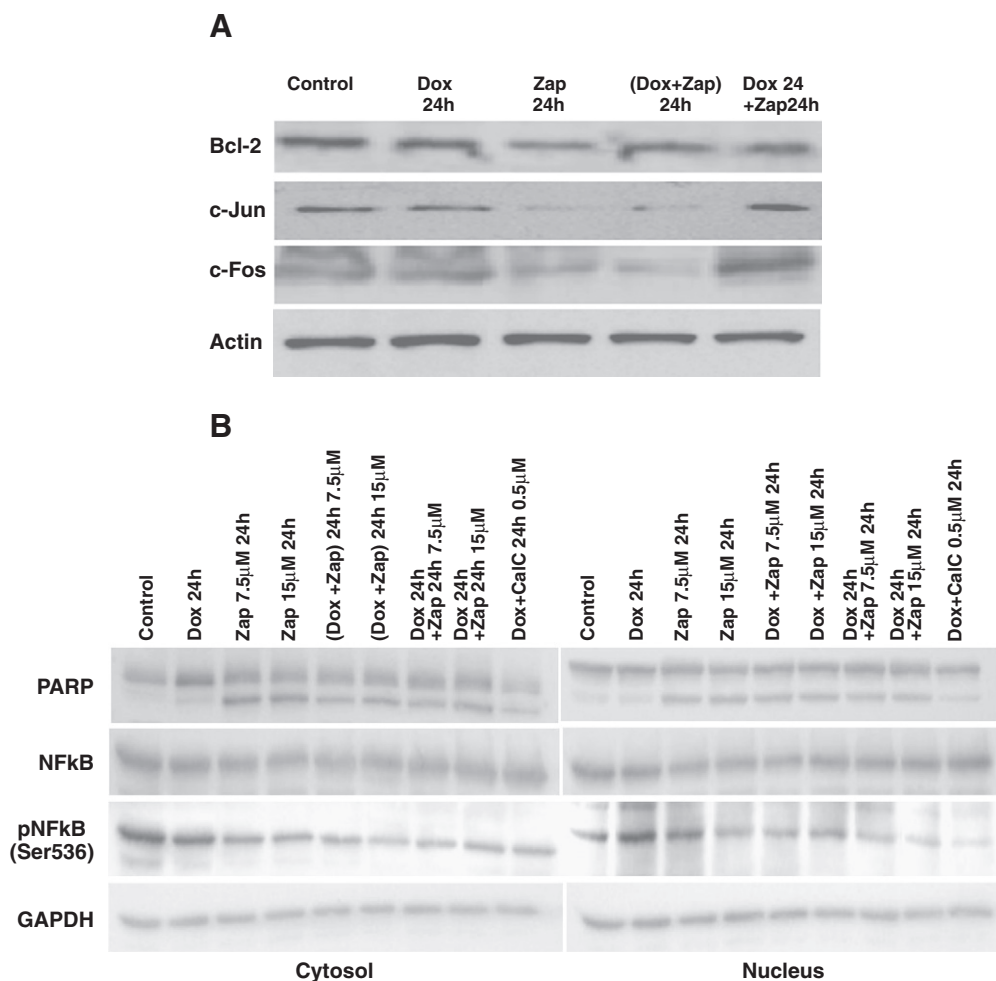 A
Control
Dox
24h
Zap
24h
(Dox+Zap)
24h
Dox 24
+Zap24h
Bcl-2
c-Jun
c-Fos
Actin
B
Control
Dox 24h
Zap 7.5μM 24h
Zap 15μM 24h
(Dox +Zap) 24h 7.5μM
(Dox +Zap) 24h 15μM
Dox 24h
+Zap 24h 7.5μM
Dox 24h
+Zap 24h 15μM
Dox+CalC 24h 0.5μM
Control
Dox 24h
Zap 7.5μM 24h
Zap 15μM 24h
Dox +Zap 7.5μM 24h
Dox +Zap 15μM 24h
Dox 24h
+Zap 7.5μM 24h
Dox 24h
+Zap 15μM 24h
Dox+CalC 0.5μM 24h
PARP
NFkB
pNFkB
(Ser536)
GAPDH
Cytosol
Nucleus